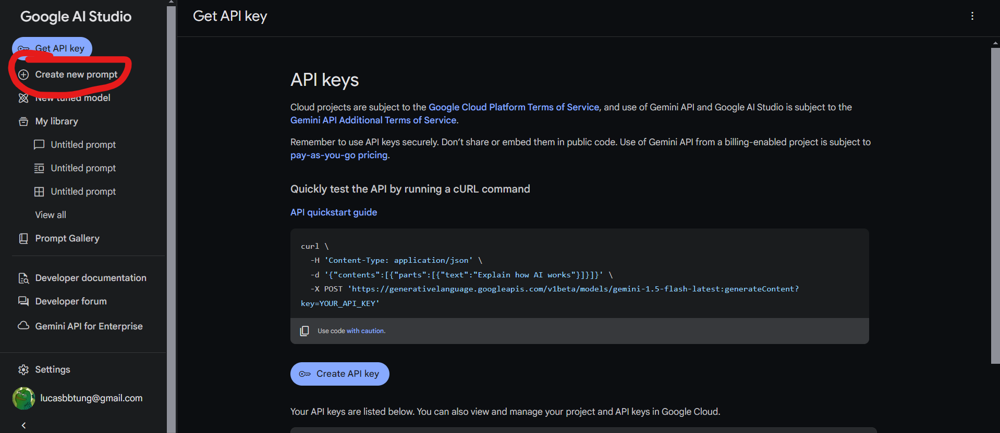 Google AI Studio
Get API key
Create new prompt
New tuned model
My library
Untitled prompt
Untitled prompt
Untitled prompt
View all
Prompt Gallery
Developer documentation
Developer forum
Gemini API for Enterprise
Settings
lucasbbtung@gmail.com
Get API key
API keys
Cloud projects are subject to the Google Cloud Platform Terms of Service, and use of Gemini API and Google AI Studio is subject to the
Gemini API Additional Terms of Service.
Remember to use API keys securely. Don’t share or embed them in public code. Use of Gemini API from a billing-enabled project is subject to
pay-as-you-go pricing.
Quickly test the API by running a cURL command
API quickstart guide
curl \
-H 'Content-Type: application/json' \
-d '{"contents":[{"parts":[{"text":"Explain how AI works"}]}]}' \
-X POST 'https://generativelanguage.googleapis.com/v1beta/models/gemini-1.5-flash-latest:generateContent?
key=YOUR_API_KEY'
Use code with caution.
Create API key
Your API keys are listed below. You can also view and manage your project and API keys in Google Cloud.